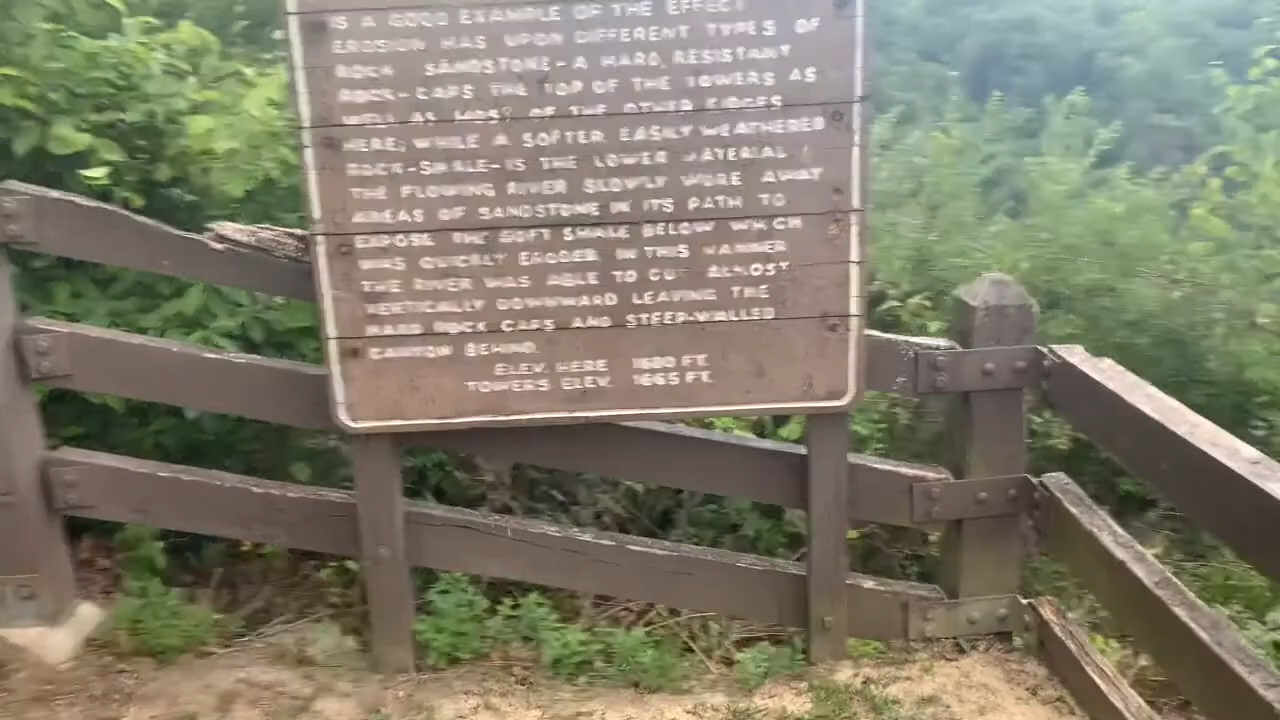 IS A GOOD EXAMPLE OF THE EFFECT
EROSION HAS UPON DIFFERENT TYPES OF
ROCK SANDSTONE-A HARD, RESISTANT
ROCK-CAPS THE TOP OF THE TOWERS AS
WELL AS MOST OF THE OTHER RIDGES
HERE; WHILE A SOFTER EASILY WEATHERED
ROCK-SHALE-IS THE LOWER MATERIAL
THE FLOWING RIVER SLOWLY WORE AWAY
AREAS OF SANDSTONE IN ITS PATH TO
EXPOSE THE SOFT SHALE BELOW WHICH
WAS QUICKLY ERODED IN THIS MANNER
THE RIVER WAS ABLE TO CUT ALMOST
VERTICALLY DOWNWARD LEAVING THE
HARD ROCK CAPS AND STEEP-WALLED
CANYON BEHIND.
ELEV. HERE
TOWERS ELEV. 1665 FT.